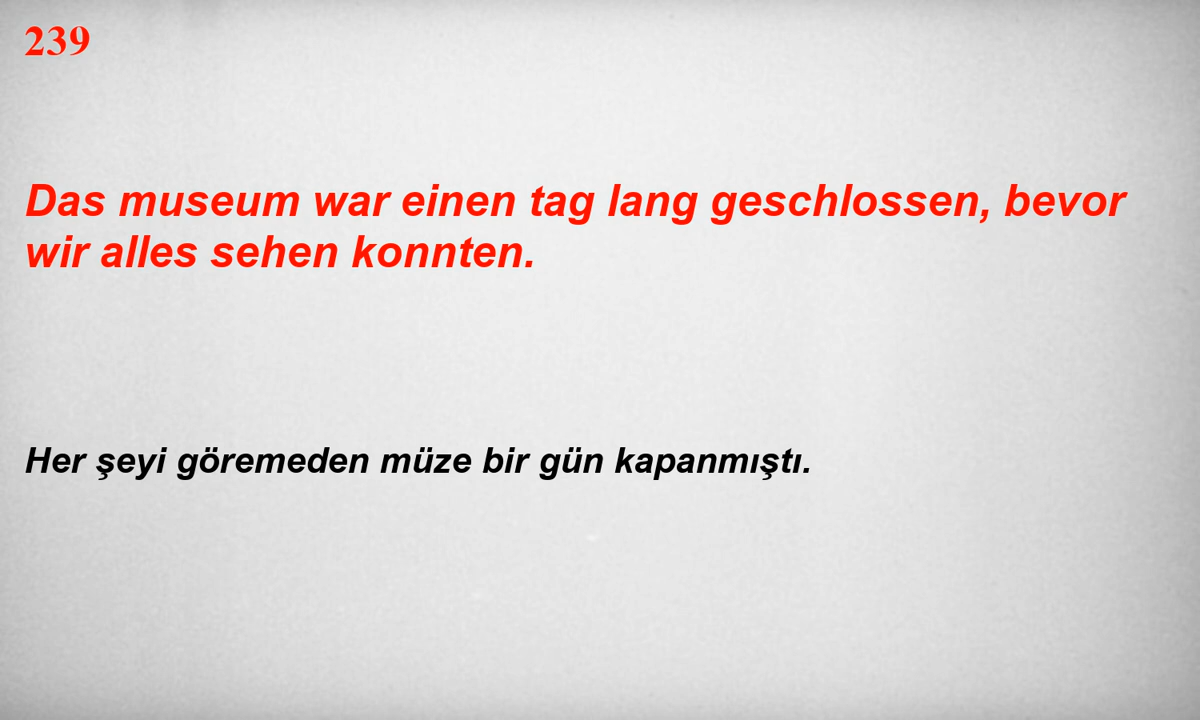 239
Das museum war einen tag lang geschlossen, bevor
wir alles sehen konnten.
Her şeyi göremeden müze bir gün kapanmıştı.